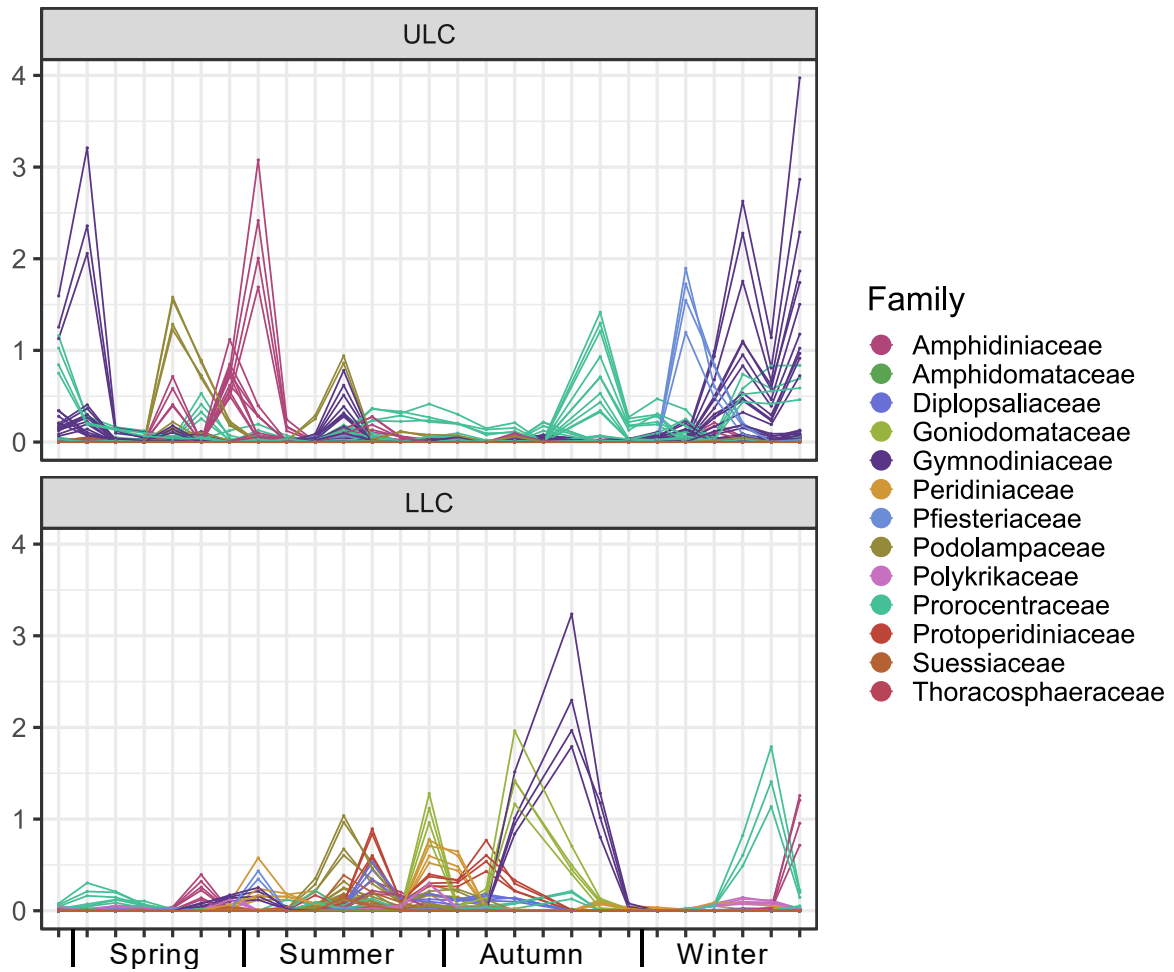 ULC
4
3
2
1
0
LLC
4
3
2
1
0
Spring Summer Autumn Winter
Family
Amphidiniaceae
Amphidomataceae
Diplopsaliaceae
Goniodomataceae
Gymnodiniaceae
Peridiniaceae
Pfiesteriaceae
Podolampaceae
Polykrikaceae
Prorocentraceae
Protoperidiniaceae
Suessiaceae
Thoracosphaeraceae